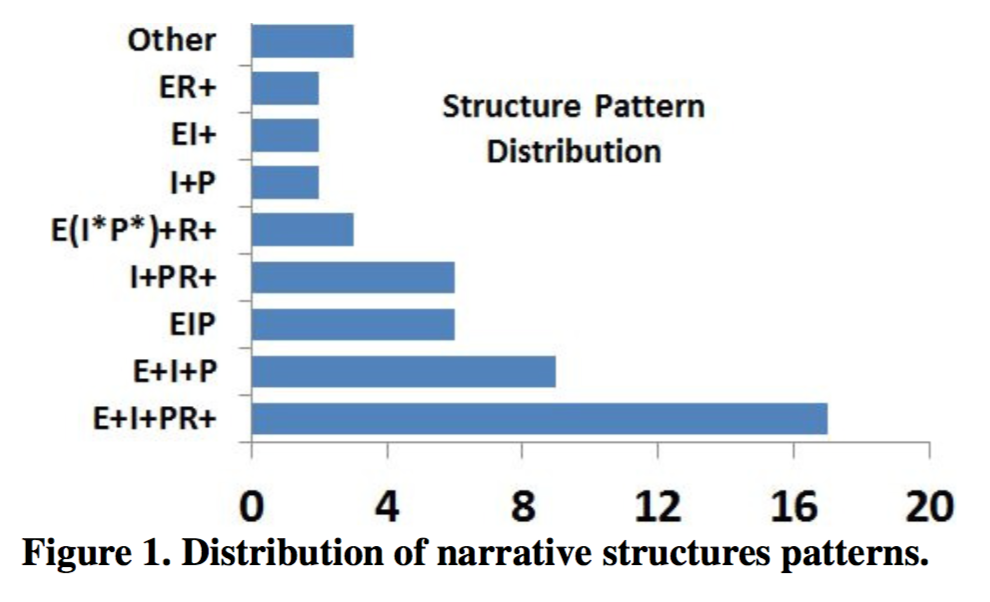 Other
ER+
EI+
I+P
E(I*P*)+R+
I+PR+
EIP
E+I+P
E+I+PR+
Structure Pattern
Distribution
0 4 8 12 16 20
Figure 1. Distribution of narrative structures patterns.